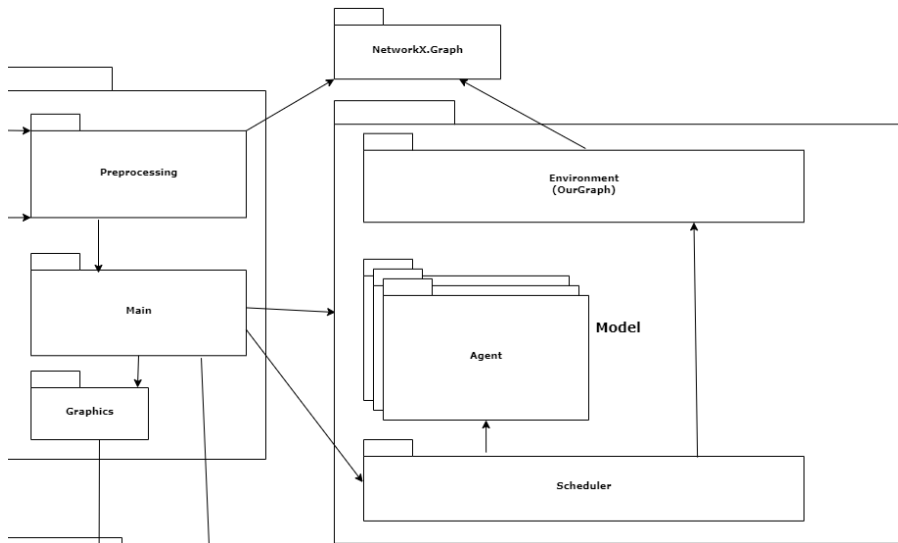 NetworkX.Graph
Preprocessing
Environment
(OurGraph)
Main
Model
Agent
Graphics
Scheduler